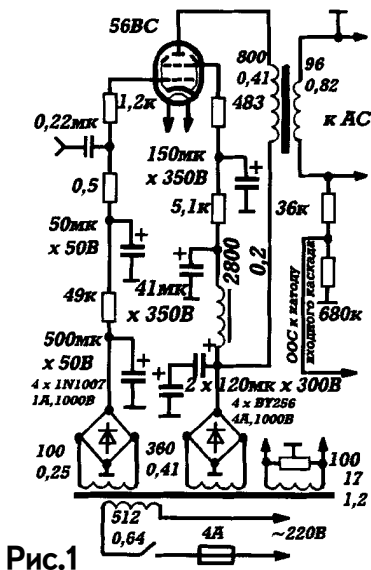 56ВС
800
0,41
96
0,82
1,2к
483
к АС
0,22мк
150мк
х 350В
0,5
5,1к
36к
50мк
х 50В
2800
0,2
ООС к катоду
входного каскада
49к
41мк
х 350В
680к
500мк
х 50В
4 х 1N1007
1А,1000В
2 х 120мк х 300В
4 х BY256
4А,1000В
100
0,25
360
0,41
100
17
1,2
512
0,64
4А
~220В
Рис.1